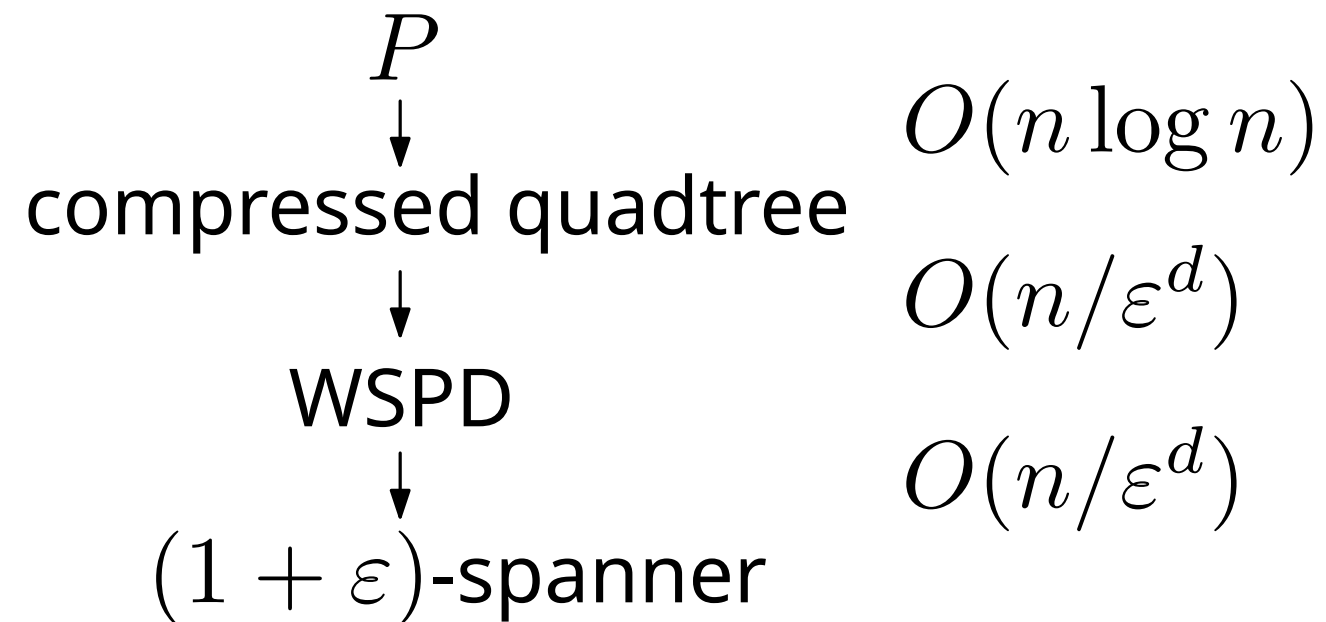 P
O(n log n)
compressed quadtree
O(n/ε^d)
WSPD
O(n/ε^d)
(1 + ε)-spanner